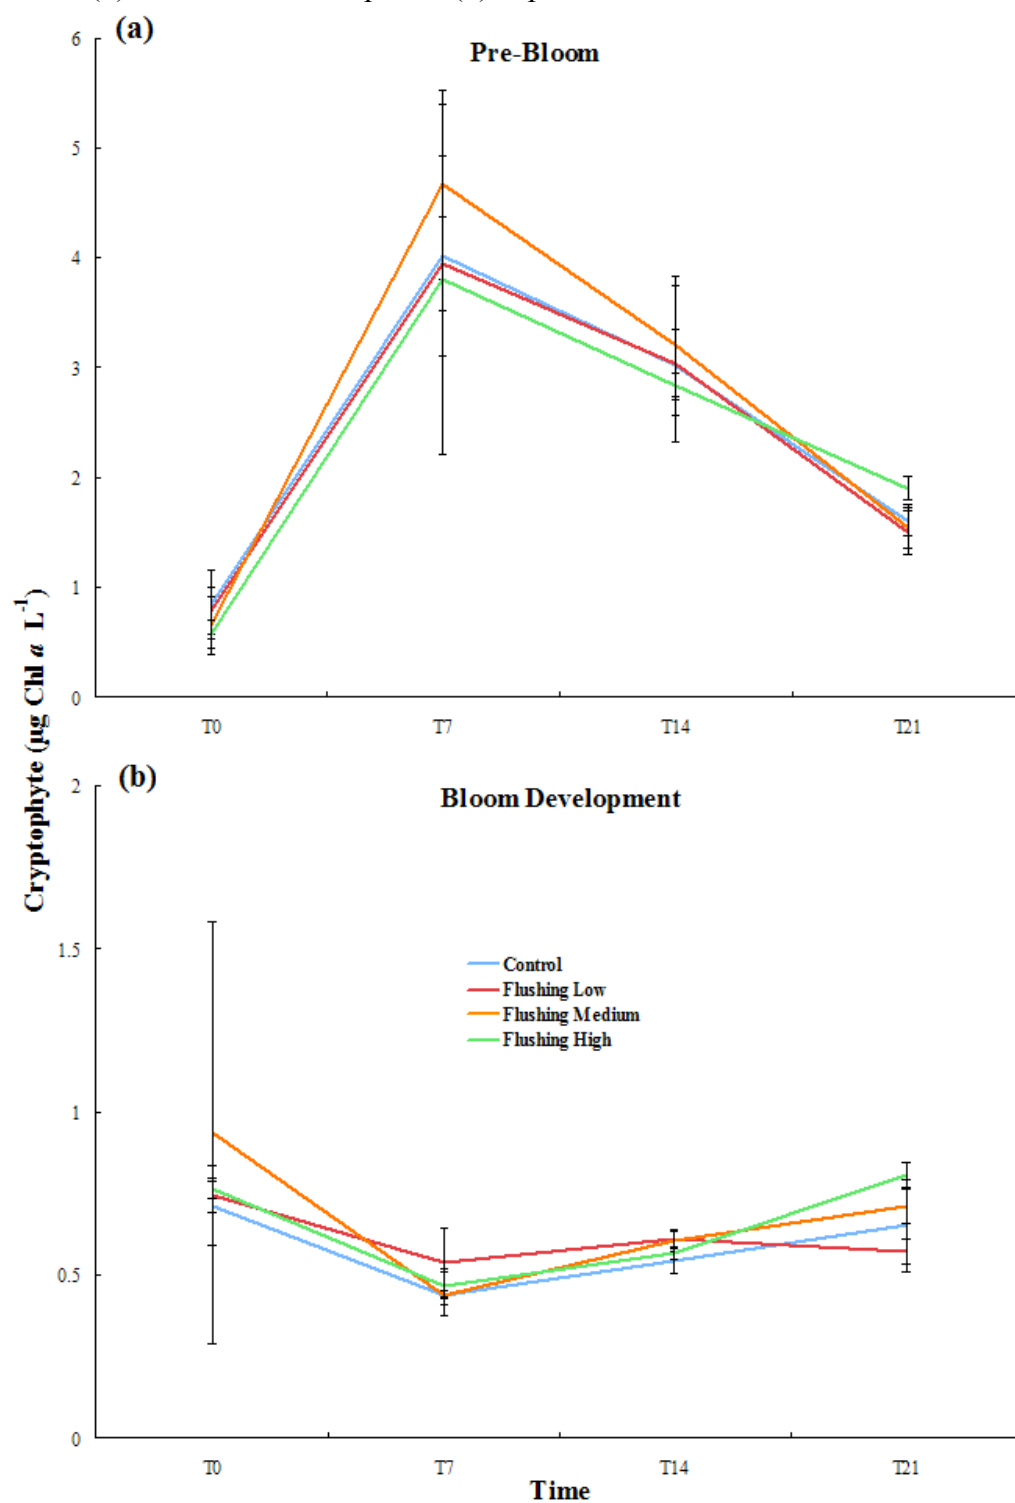 (a)
Pre-Bloom
6
5
4
3
2
1
0
T0 T7 T14 T21
Cryptophyte (µg Chl a L-1)
(b)
Bloom Development
2
1.5
1
0.5
0
Control
Flushing Low
Flushing Medium
Flushing High
T0 T7 T14 T21
Time